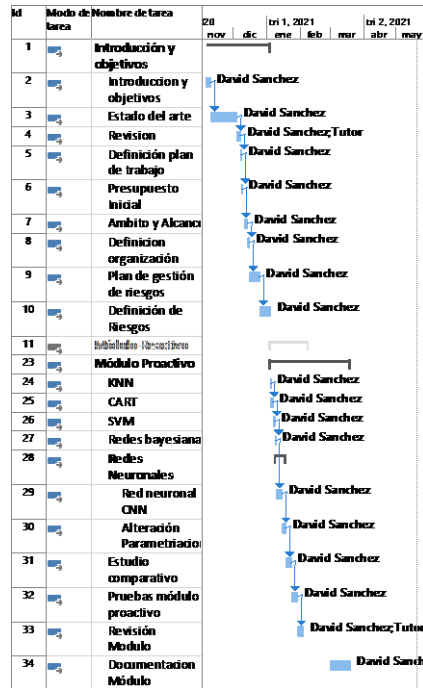 Id Modo de tarea Nombre de tarea 20 tri 1, 2021 tri 2, 2021
nov dic ene feb mar abr may
1 Introducción y objetivos
2 Introduccion y objetivos David Sanchez
3 Estado del arte David Sanchez
4 Revision David Sanchez;Tutor
5 Definición plan de trabajo David Sanchez
6 Presupuesto Inicial David Sanchez
7 Ambito y Alcance David Sanchez
8 Definicion organización David Sanchez
9 Plan de gestión de riesgos David Sanchez
10 Definición de Riesgos David Sanchez
11 Módulo Reactivo
23 Módulo Proactivo
24 KNN David Sanchez
25 CART David Sanchez
26 SVM David Sanchez
27 Redes bayesiana David Sanchez
28 Redes Neuronales
29 Red neuronal CNN David Sanchez
30 Alteración Parametriacio David Sanchez
31 Estudio comparativo David Sanchez
32 Pruebas módulo proactivo David Sanchez
33 Revisión Modulo David Sanchez;Tutor
34 Documentacion Módulo David Sanch